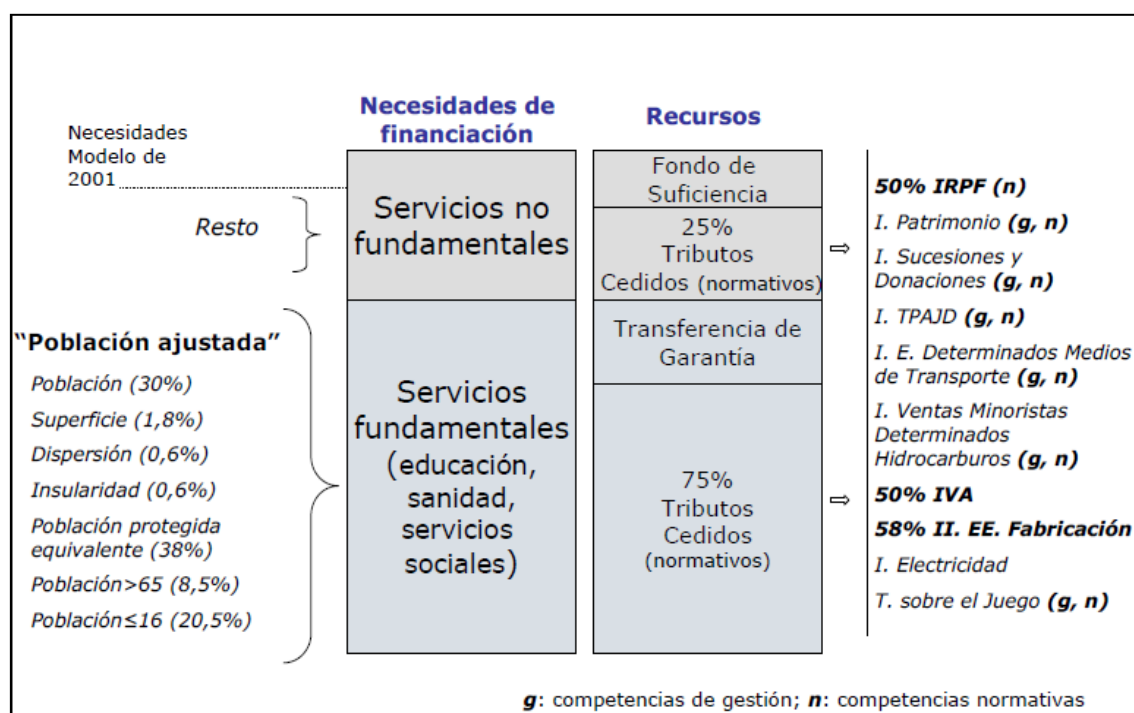 Necesidades
Modelo de
2001
Resto
“Población ajustada”
Población (30%)
Superficie (1,8%)
Dispersión (0,6%)
Insularidad (0,6%)
Población protegida
equivalente (38%)
Población>65 (8,5%)
Población≤16 (20,5%)
Necesidades de
financiación
Servicios no
fundamentales
Servicios
fundamentales
(educación,
sanidad,
servicios
sociales)
Recursos
Fondo de
Suficiencia
25%
Tributos
Cedidos (normativos)
Transferencia de
Garantía
75%
Tributos
Cedidos
(normativos)
⇨
⇨
50% IRPF (n)
I. Patrimonio (g, n)
I. Sucesiones y
Donaciones (g, n)
I. TPAJD (g, n)
I. E. Determinados Medios
de Transporte (g, n)
I. Ventas Minoristas
Determinados
Hidrocarburos (g, n)
50% IVA
58% II. EE. Fabricación
I. Electricidad
T. sobre el Juego (g, n)
g: competencias de gestión; n: competencias normativas